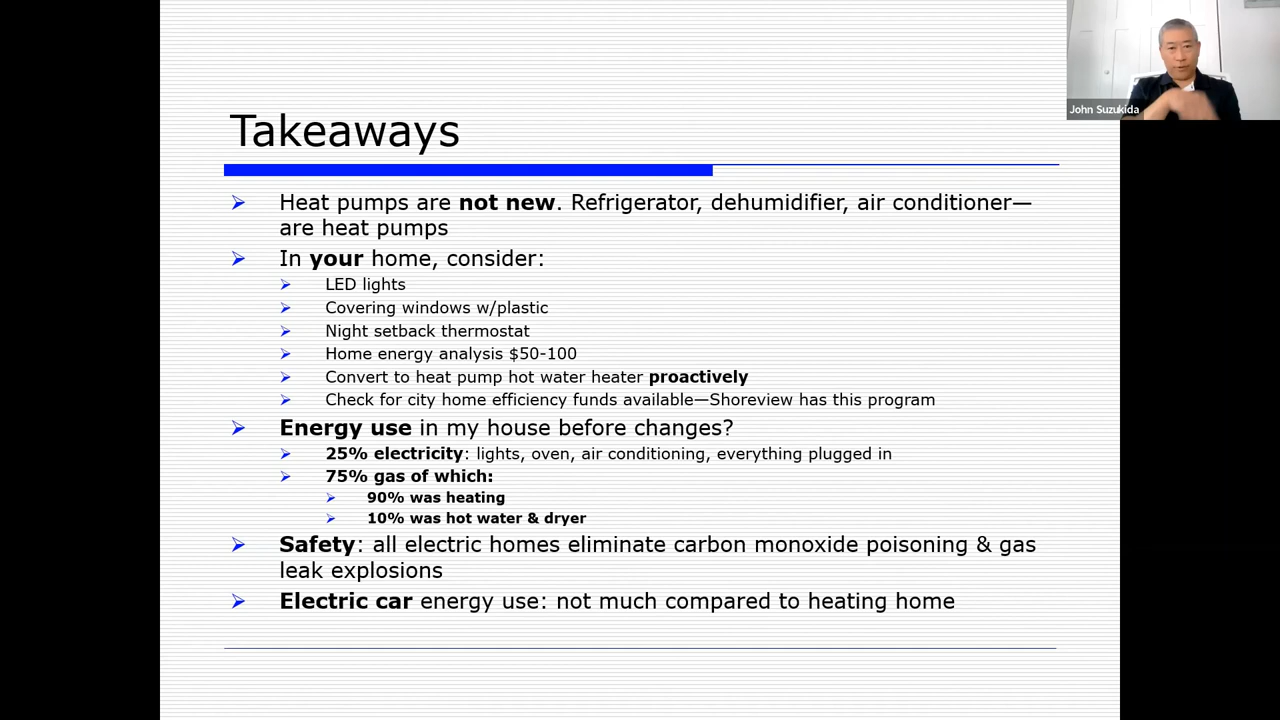 John Suzukida
Takeaways
Heat pumps are not new. Refrigerator, dehumidifier, air conditioner—
are heat pumps
In your home, consider:
LED lights
Covering windows w/plastic
Night setback thermostat
Home energy analysis $50-100
Convert to heat pump hot water heater proactively
Check for city home efficiency funds available—Shoreview has this program
Energy use in my house before changes?
25% electricity: lights, oven, air conditioning, everything plugged in
75% gas of which:
90% was heating
10% was hot water & dryer
Safety: all electric homes eliminate carbon monoxide poisoning & gas
leak explosions
Electric car energy use: not much compared to heating home